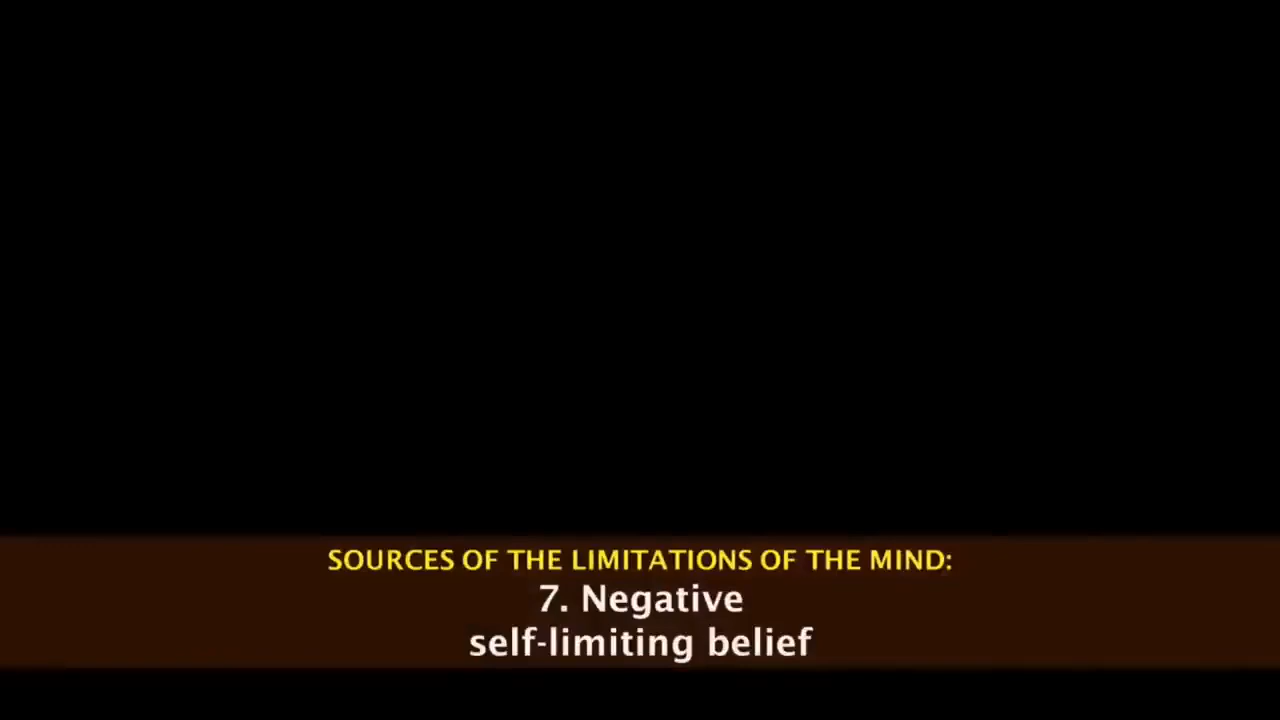 SOURCES OF THE LIMITATIONS OF THE MIND:
7. Negative
self-limiting belief